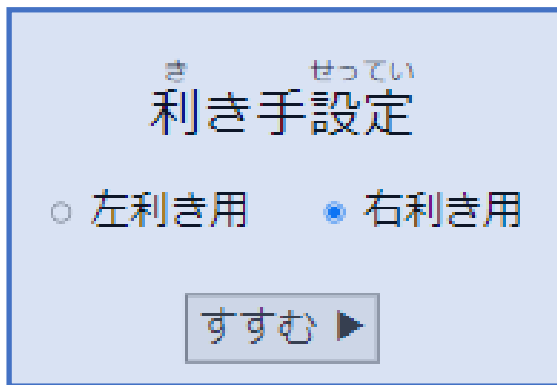 き せってい
利き手設定
左利き用 右利き用
すすむ ▶